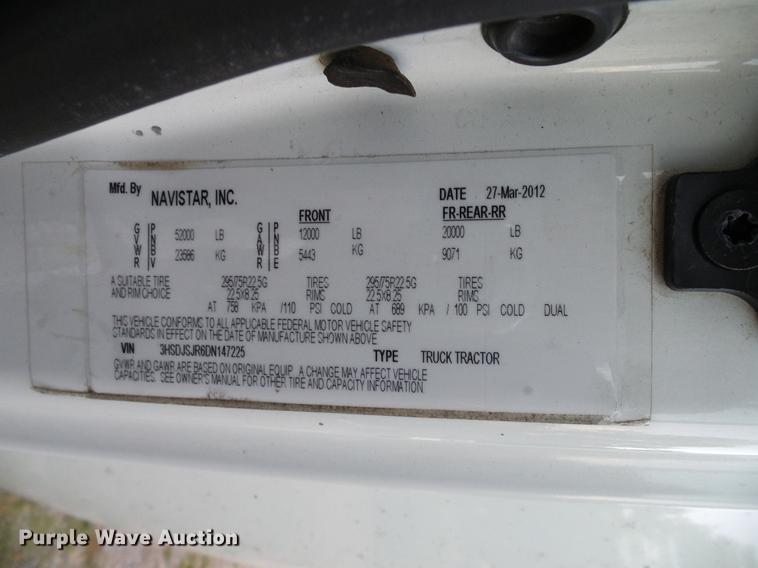 Mfd. By NAVISTAR, INC. DATE 27-Mar-2012
FRONT FR-REAR-RR
GVWR PNBV 52000 LB GAWR PNBE 12000 LB 20000 LB
23586 KG 5443 KG 9071 KG
A SUITABLE TIRE 295/75R22.5G TIRES 295/75R22.5G TIRES
AND RIM CHOICE 22.5X8.25 RIMS 22.5X8.25 RIMS
AT 758 KPA /110 PSI COLD AT 689 KPA / 100 PSI COLD DUAL
THIS VEHICLE CONFORMS TO ALL APPLICABLE FEDERAL MOTOR VEHICLE SAFETY
STANDARDS IN EFFECT ON THE DATE OF MANUFACTURE SHOWN ABOVE.
VIN 3HSDJSJR6DN147225 TYPE TRUCK TRACTOR
GVWR AND GAWR ARE BASED ON ORIGINAL EQUIP. A CHANGE MAY AFFECT VEHICLE
CAPACITIES. SEE OWNER'S MANUAL FOR OTHER TIRE AND CAPACITY INFORMATION.
Purple Wave Auction